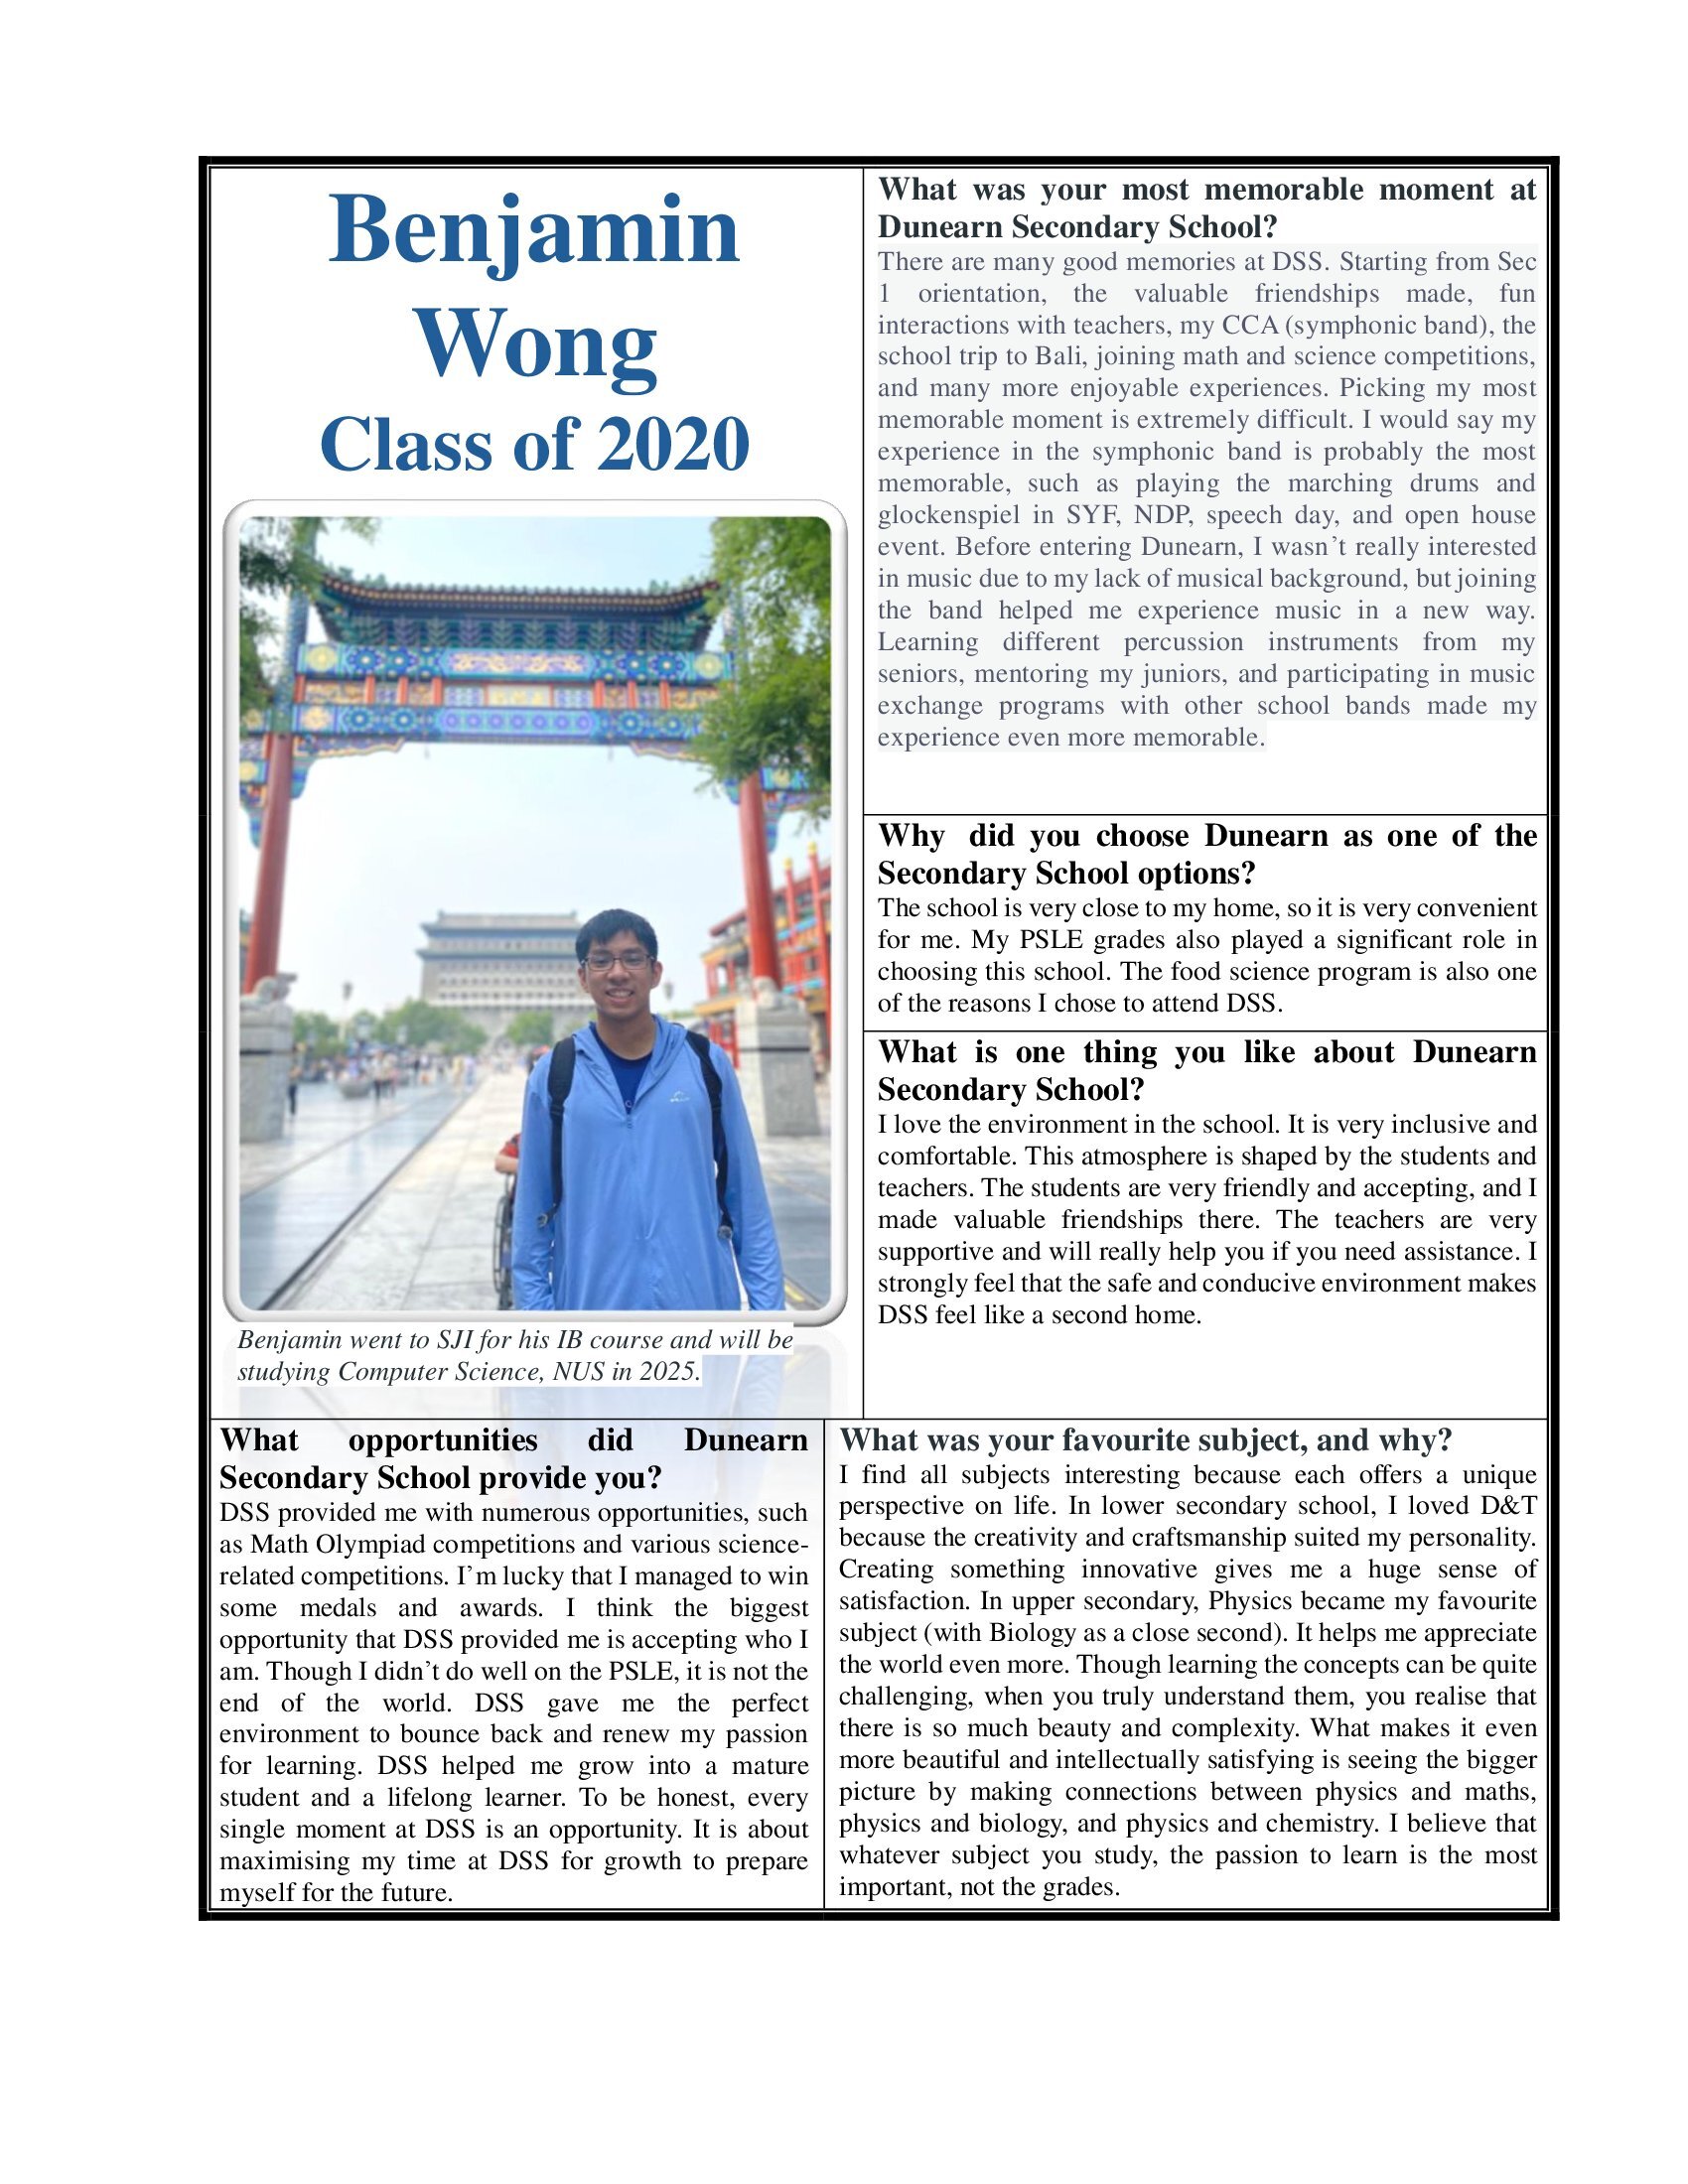 Benjamin
Wong
Class of 2020
Benjamin went to SJI for his IB course and will be
studying Computer Science, NUS in 2025.
What was your most memorable moment at
Dunearn Secondary School?
There are many good memories at DSS. Starting from Sec
1 orientation, the valuable friendships made, fun
interactions with teachers, my CCA (symphonic band), the
school trip to Bali, joining math and science competitions,
and many more enjoyable experiences. Picking my most
memorable moment is extremely difficult. I would say my
experience in the symphonic band is probably the most
memorable, such as playing the marching drums and
glockenspiel in SYF, NDP, speech day, and open house
event. Before entering Dunearn, I wasn’t really interested
in music due to my lack of musical background, but joining
the band helped me experience music in a new way.
Learning different percussion instruments from my
seniors, mentoring my juniors, and participating in music
exchange programs with other school bands made my
experience even more memorable.
Why did you choose Dunearn as one of the
Secondary School options?
The school is very close to my home, so it is very convenient
for me. My PSLE grades also played a significant role in
choosing this school. The food science program is also one
of the reasons I chose to attend DSS.
What is one thing you like about Dunearn
Secondary School?
I love the environment in the school. It is very inclusive and
comfortable. This atmosphere is shaped by the students and
teachers. The students are very friendly and accepting, and I
made valuable friendships there. The teachers are very
supportive and will really help you if you need assistance. I
strongly feel that the safe and conducive environment makes
DSS feel like a second home.
What opportunities did Dunearn
Secondary School provide you?
DSS provided me with numerous opportunities, such
as Math Olympiad competitions and various science-
related competitions. I’m lucky that I managed to win
some medals and awards. I think the biggest
opportunity that DSS provided me is accepting who I
am. Though I didn’t do well on the PSLE, it is not the
end of the world. DSS gave me the perfect
environment to bounce back and renew my passion
for learning. DSS helped me grow into a mature
student and a lifelong learner. To be honest, every
single moment at DSS is an opportunity. It is about
maximising my time at DSS for growth to prepare
myself for the future.
What was your favourite subject, and why?
I find all subjects interesting because each offers a unique
perspective on life. In lower secondary school, I loved D&T
because the creativity and craftsmanship suited my personality.
Creating something innovative gives me a huge sense of
satisfaction. In upper secondary, Physics became my favourite
subject (with Biology as a close second). It helps me appreciate
the world even more. Though learning the concepts can be quite
challenging, when you truly understand them, you realise that
there is so much beauty and complexity. What makes it even
more beautiful and intellectually satisfying is seeing the bigger
picture by making connections between physics and maths,
physics and biology, and physics and chemistry. I believe that
whatever subject you study, the passion to learn is the most
important, not the grades.